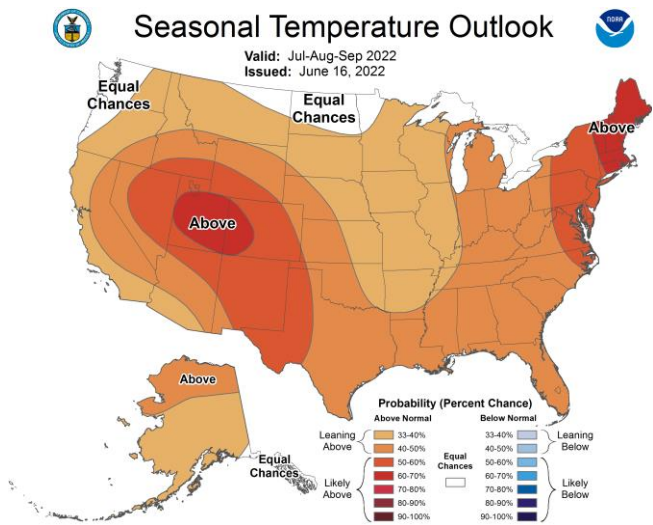 Seasonal Temperature Outlook
NOAA
Valid: Jul-Aug-Sep 2022
Issued: June 16, 2022
Equal
Chances
Equal
Chances
Above
Above
Above
Equal
Chances
Probability (Percent Chance)
Above Normal
Below Normal
Leaning
Above
33-40%
40-50%
Likely
Above
50-60%
60-70%
70-80%
80-90%
90-100%
Equal
Chances
33-40%
40-50%
Leaning
Below
50-60%
60-70%
70-80%
80-90%
90-100%
Likely
Below